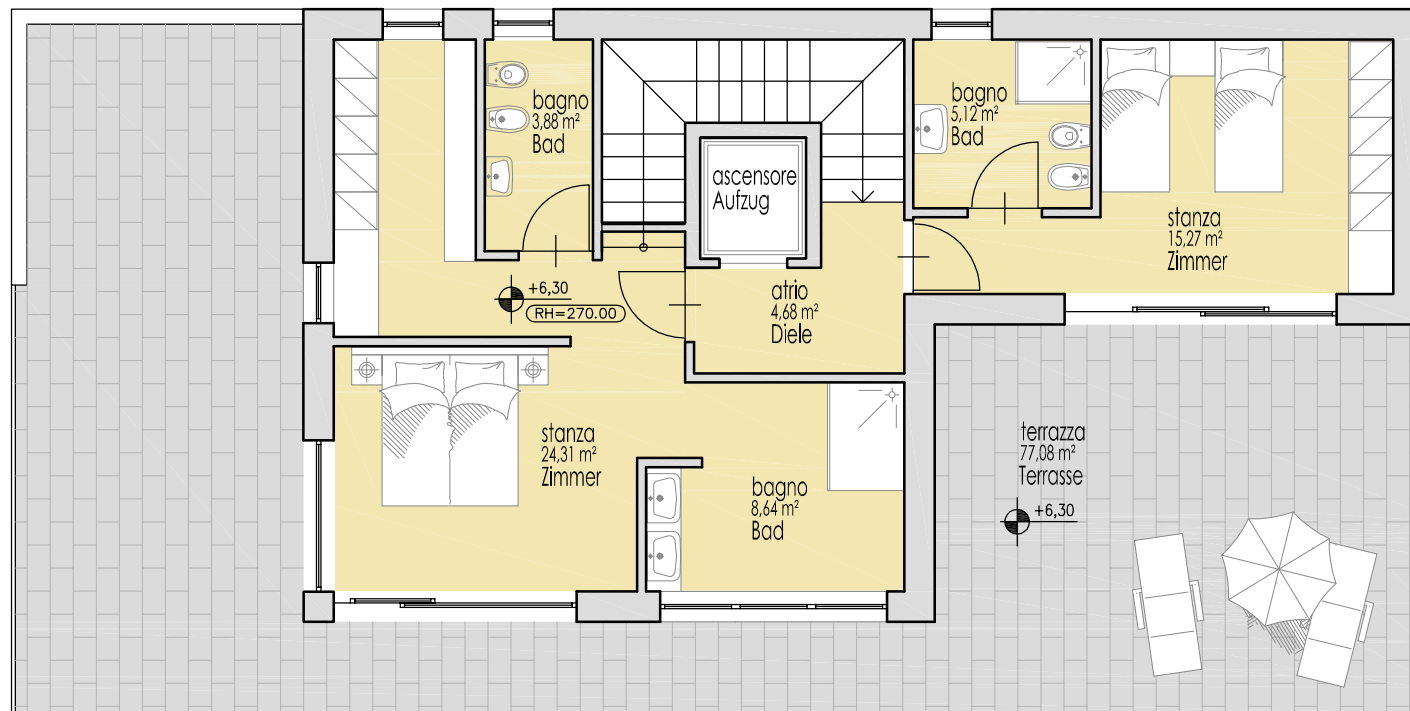 bagno
3,88 m²
Bad
ascensore
Aufzug
bagno
5,12 m²
Bad
stanza
15,27 m²
Zimmer
+6,30
RH=270.00
atrio
4,68 m²
Diele
stanza
24,31 m²
Zimmer
bagno
8,64 m²
Bad
terrazza
77,08 m²
Terrasse
+6,30